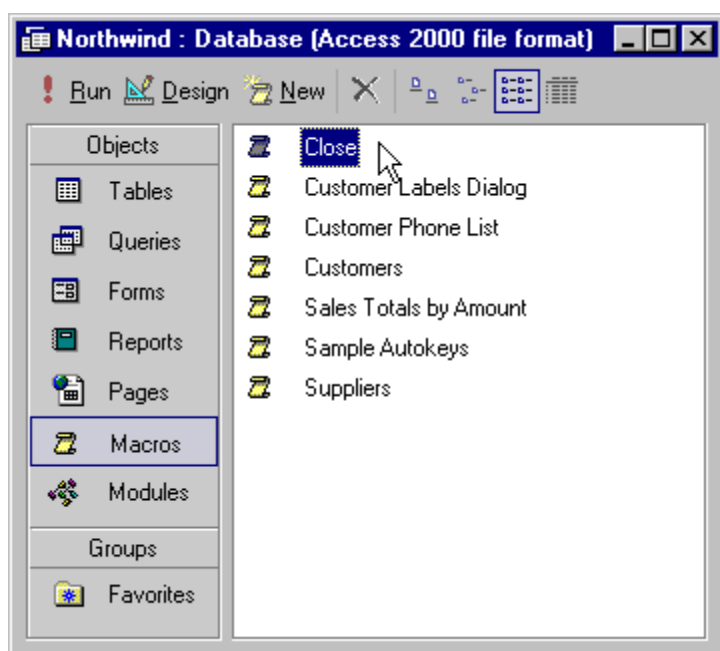 Northwind : Database (Access 2000 file format)
Run Design New
Objects
Tables
Queries
Forms
Reports
Pages
Macros
Modules
Groups
Favorites
Close
Customer Labels Dialog
Customer Phone List
Customers
Sales Totals by Amount
Sample Autokeys
Suppliers